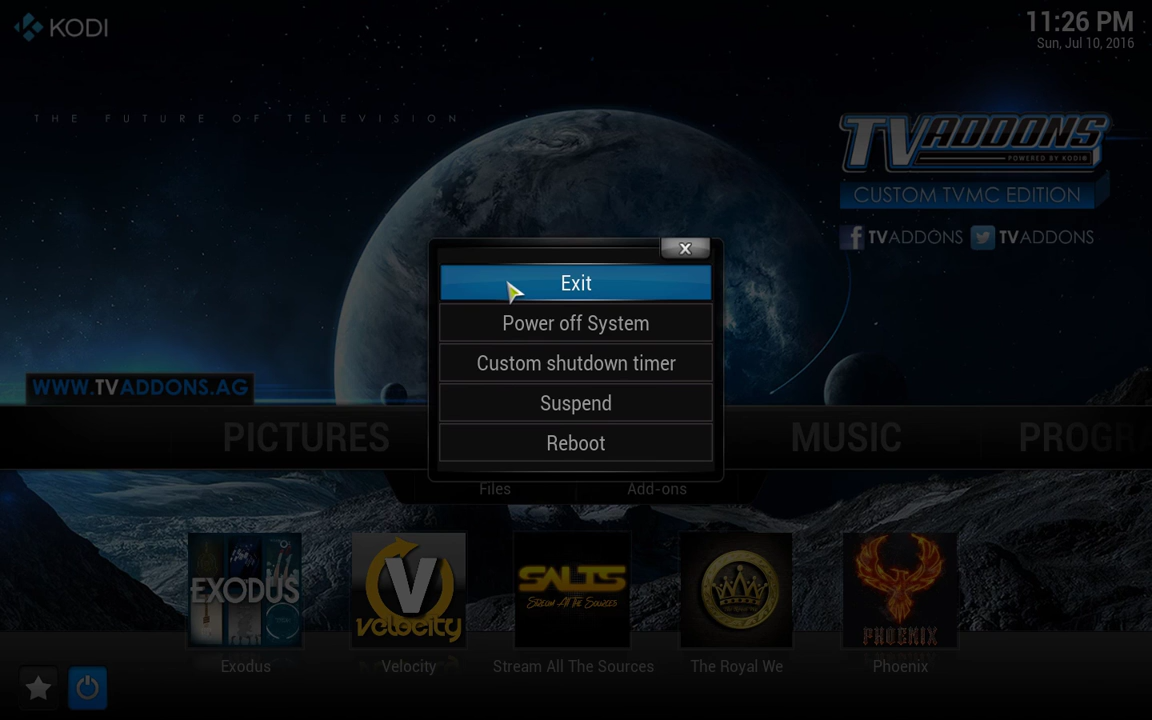 KODI
11:26 PM
Sun, Jul 10, 2016
THE FUTURE OF TELEVISION
TVADDONS
POWERED BY KODI®
CUSTOM TVMC EDITION
TVADDONS TVADDONS
X
Exit
Power off System
Custom shutdown timer
Suspend
Reboot
WWW.TVADDONS.AG
PICTURES MUSIC PROGRA
Files Add-ons
EXODUS
V
velocity
SALTS
STREAM ALL THE SOURCES
PHOENIX
Exodus Velocity Stream All The Sources The Royal We Phoenix